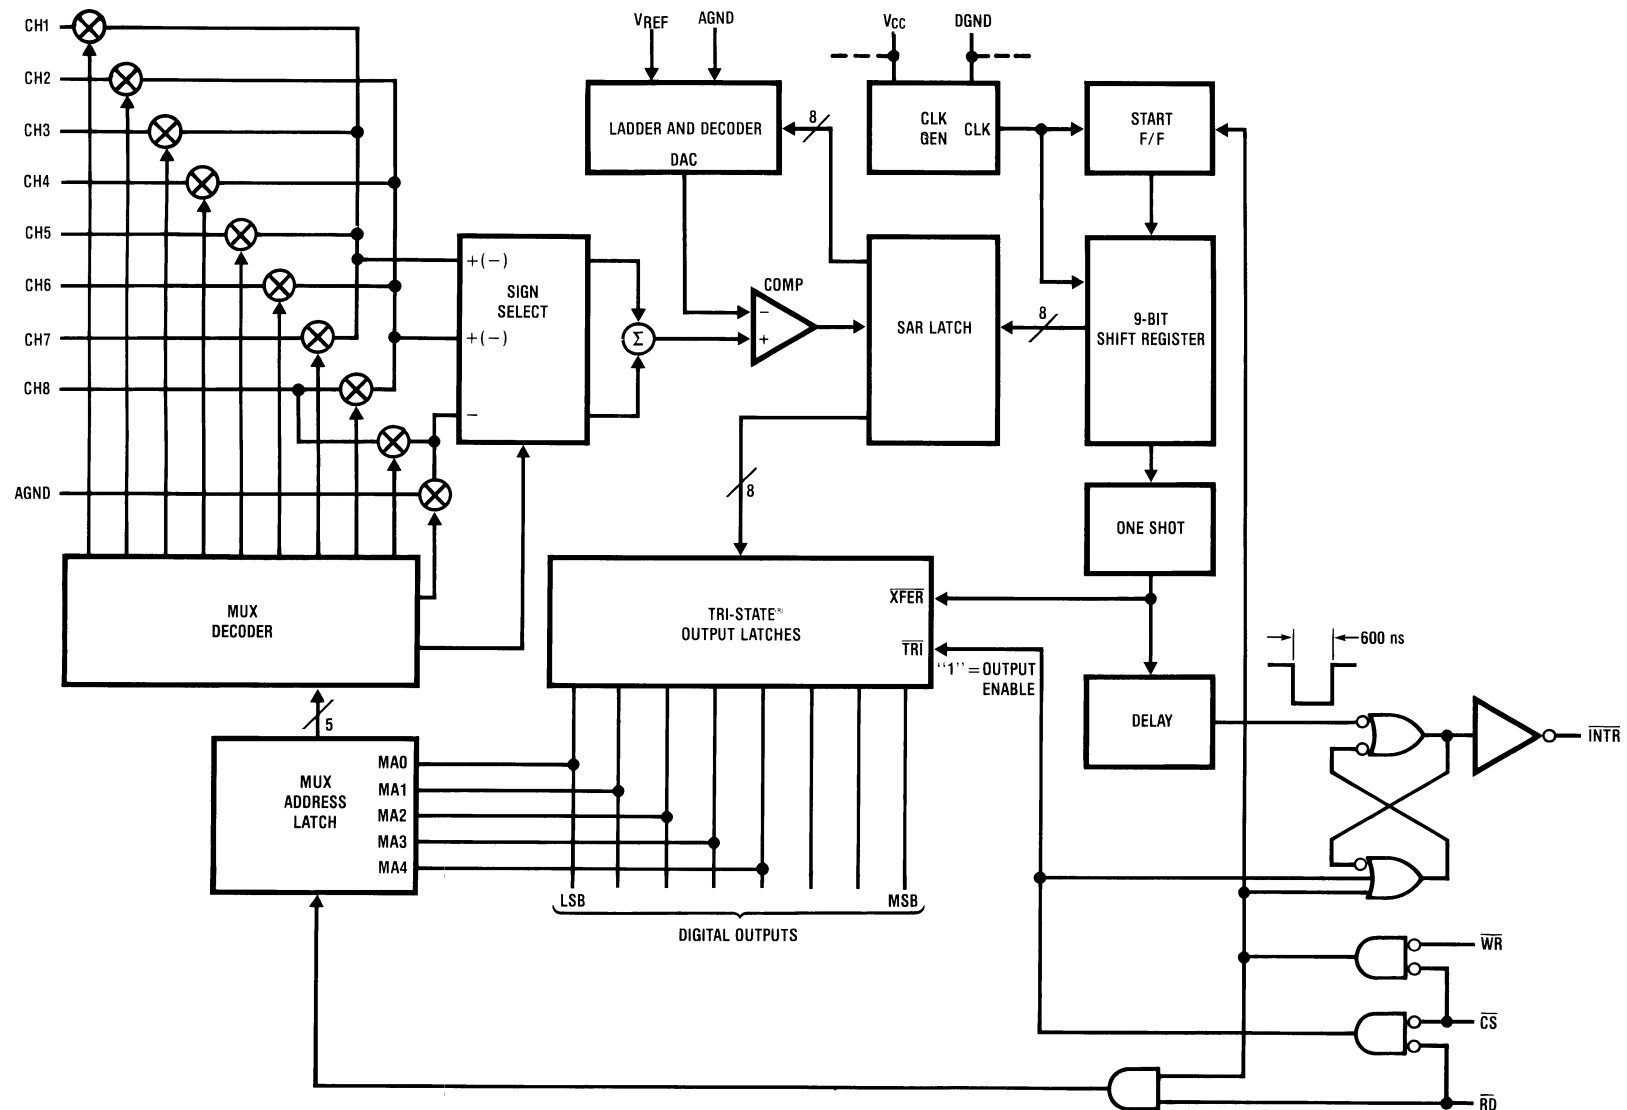 CH1
CH2
CH3
CH4
CH5
CH6
CH7
CH8
AGND
VREF
AGND
LADDER AND DECODER
DAC
8
VCC
DGND
CLK
GEN
CLK
START
F/F
+(−)
+(−)
−
SIGN
SELECT
Σ
COMP
−
+
SAR LATCH
8
9-BIT
SHIFT REGISTER
8
ONE SHOT
MUX
DECODER
TRI-STATE®
OUTPUT LATCHES
XFER
TRI
"1" = OUTPUT
ENABLE
DELAY
600 ns
INTR
5
MUX
ADDRESS
LATCH
MA0
MA1
MA2
MA3
MA4
LSB
MSB
DIGITAL OUTPUTS
WR
CS
RD